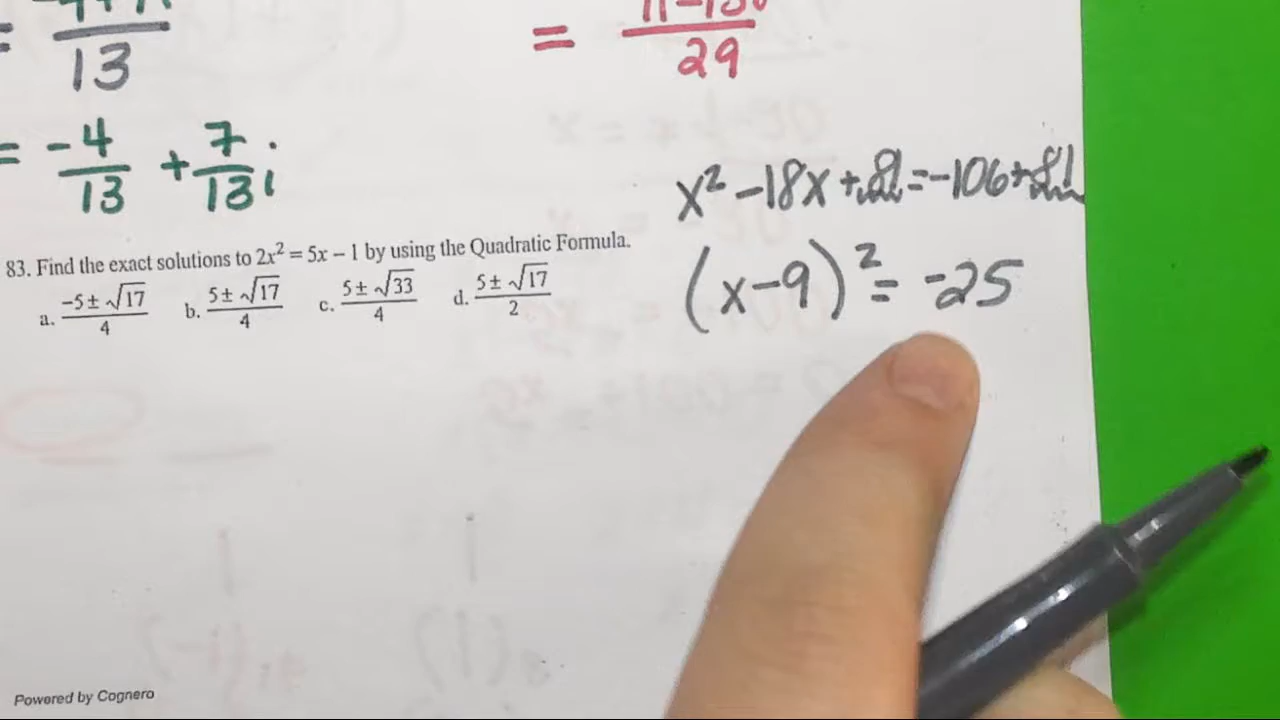 = 13
= 29
= -4/13 + 7/13 i
x² -18x + 81 = -106 + 81
(x-9)² = -25
83. Find the exact solutions to 2x² = 5x – 1 by using the Quadratic Formula.
a. (-5 ± √17)/4 b. (5 ± √17)/4 c. (5 ± √33)/4 d. (5 ± √17)/2
Powered by Cognero